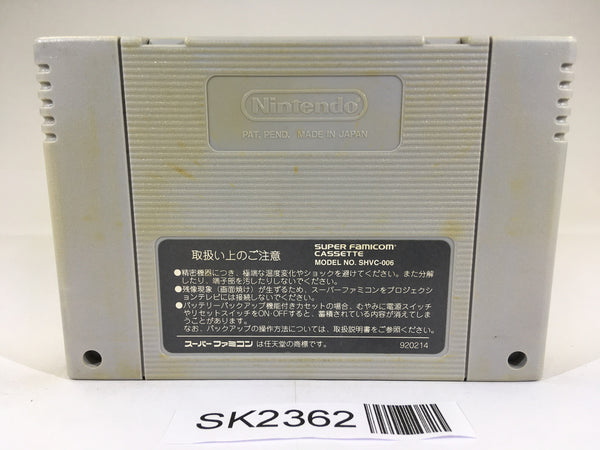 Nintendo
PAT. PEND. MADE IN JAPAN
取扱い上のご注意
SUPER FAMICOM
CASSETTE
MODEL NO. SHVC-006
●精密機器につき、極端な温度変化やショックを避けてください。また分解
したり、端子部を汚したりしないでください。
●残像現象（画面焼け）が生ずるため、スーパーファミコンをプロジェクシ
ョンテレビには接続しないでください。
●バッテリーバックアップ機能付きカセットの場合、むやみに電源スイッチ
やリセットスイッチをON・OFFすると、蓄積されている内容が消えてしま
うことがあります。
なお、バックアップの操作方法については、取扱説明書をご参照ください。
スーパーファミコン は任天堂の商標です。
920214
SK2362